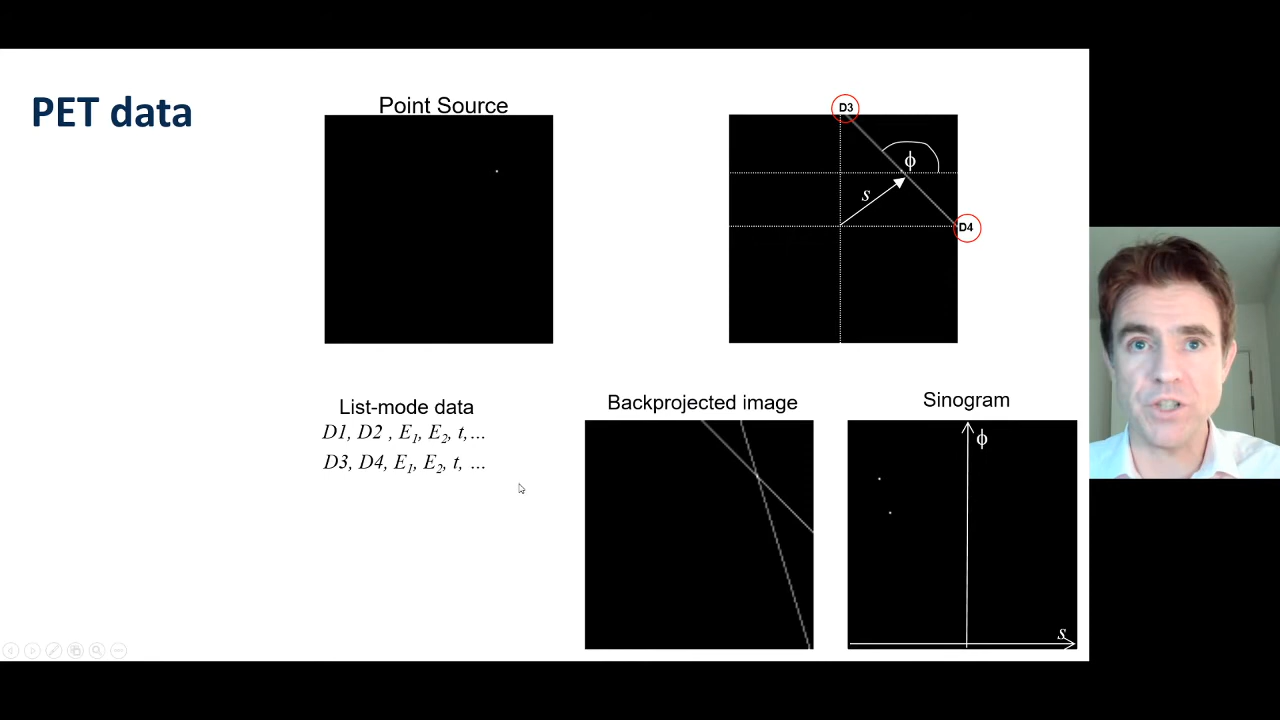 PET data
Point Source
D3
ϕ
s
D4
List-mode data
D1, D2 , E1, E2, t,...
D3, D4, E1, E2, t, ...
Backprojected image
Sinogram
ϕ
s